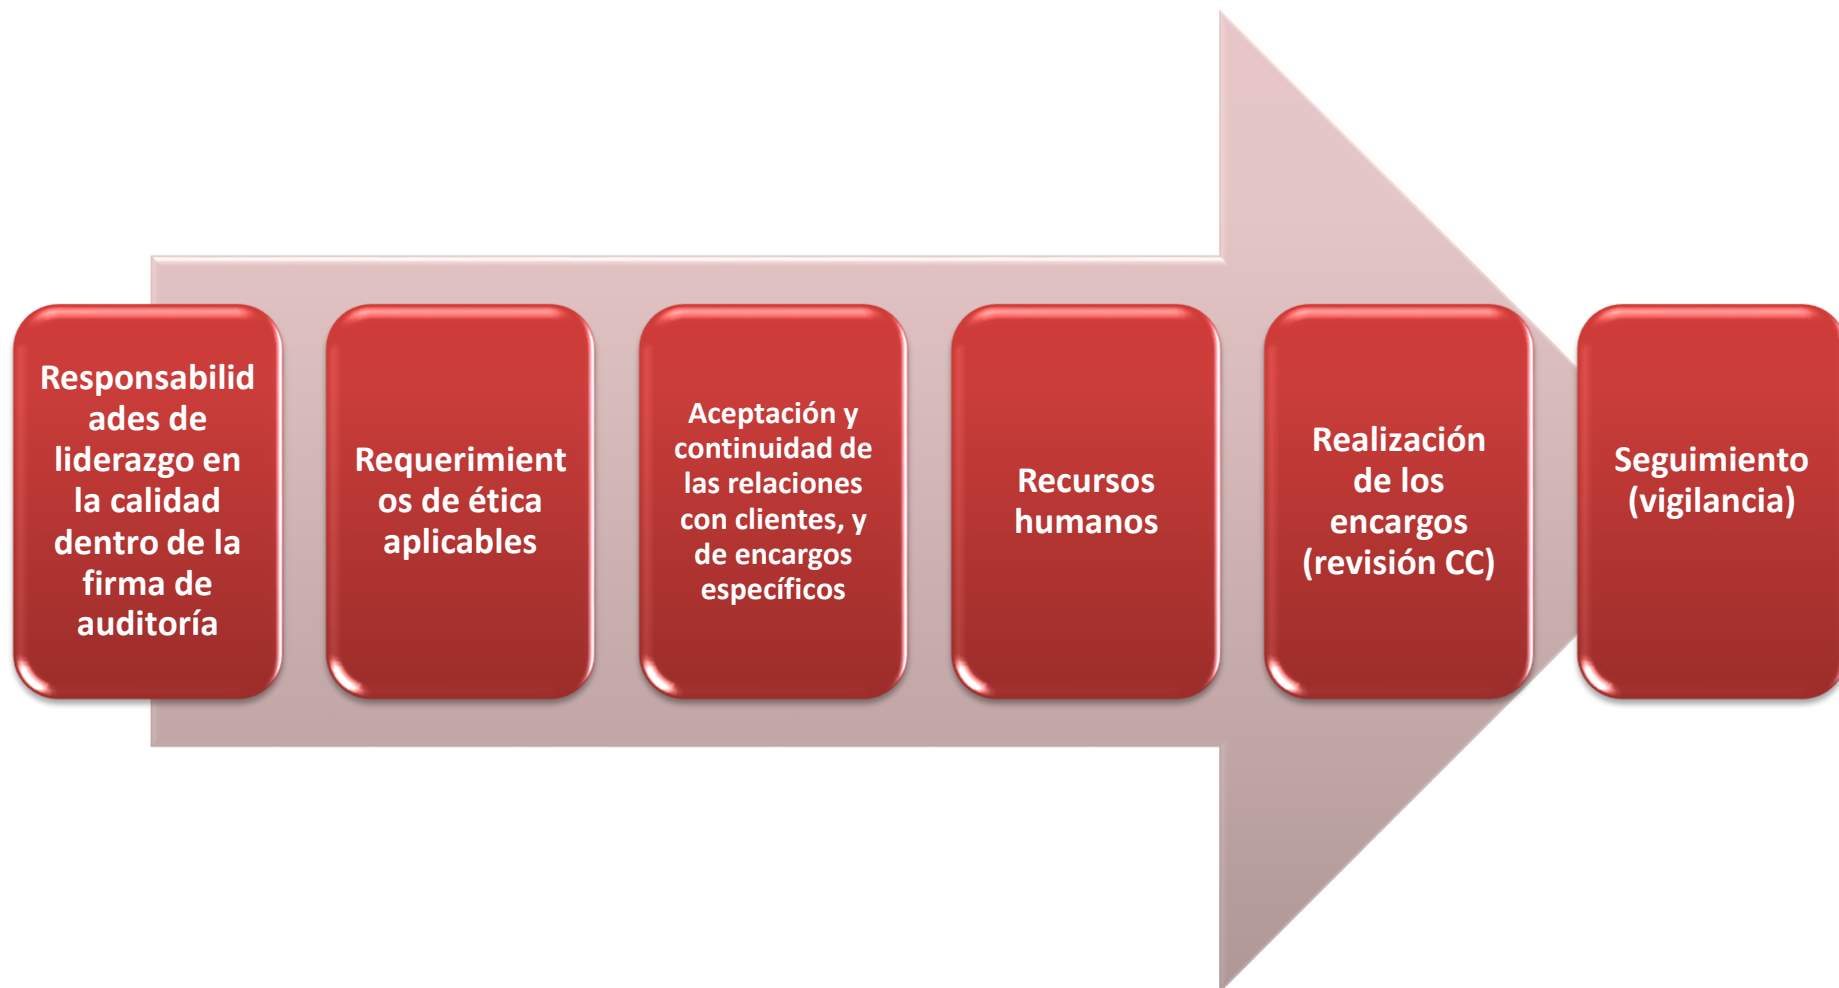 Responsabilid
ades de
liderazgo en
la calidad
dentro de la
firma de
auditoría
Requerimient
os de ética
aplicables
Aceptación y
continuidad de
las relaciones
con clientes, y
de encargos
específicos
Recursos
humanos
Realización
de los
encargos
(revisión CC)
Seguimiento
(vigilancia)